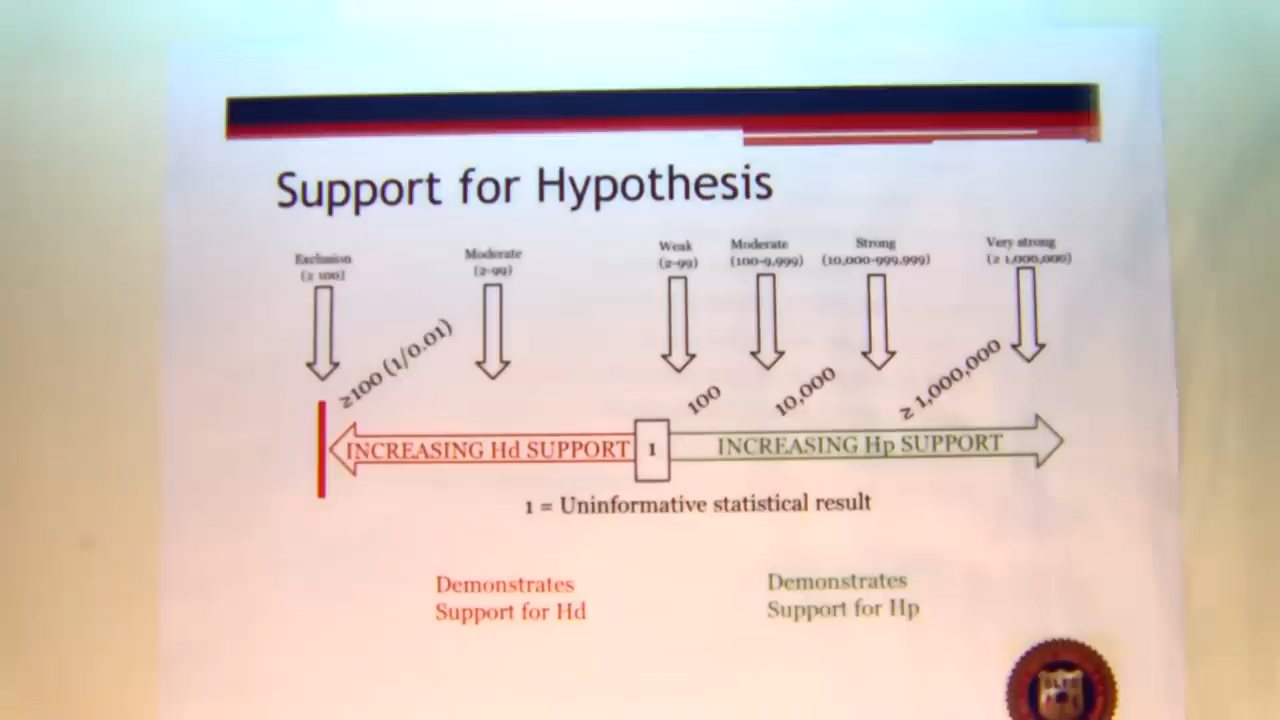 Support for Hypothesis
Exclusion
(≥ 100)
Moderate
(2-99)
Weak
(2-99)
Moderate
(100-9,999)
Strong
(10,000-999,999)
Very strong
(≥ 1,000,000)
≥100 (1/0.01)
100
10,000
≥ 1,000,000
INCREASING Hd SUPPORT
1
INCREASING Hp SUPPORT
1 = Uninformative statistical result
Demonstrates
Support for Hd
Demonstrates
Support for Hp